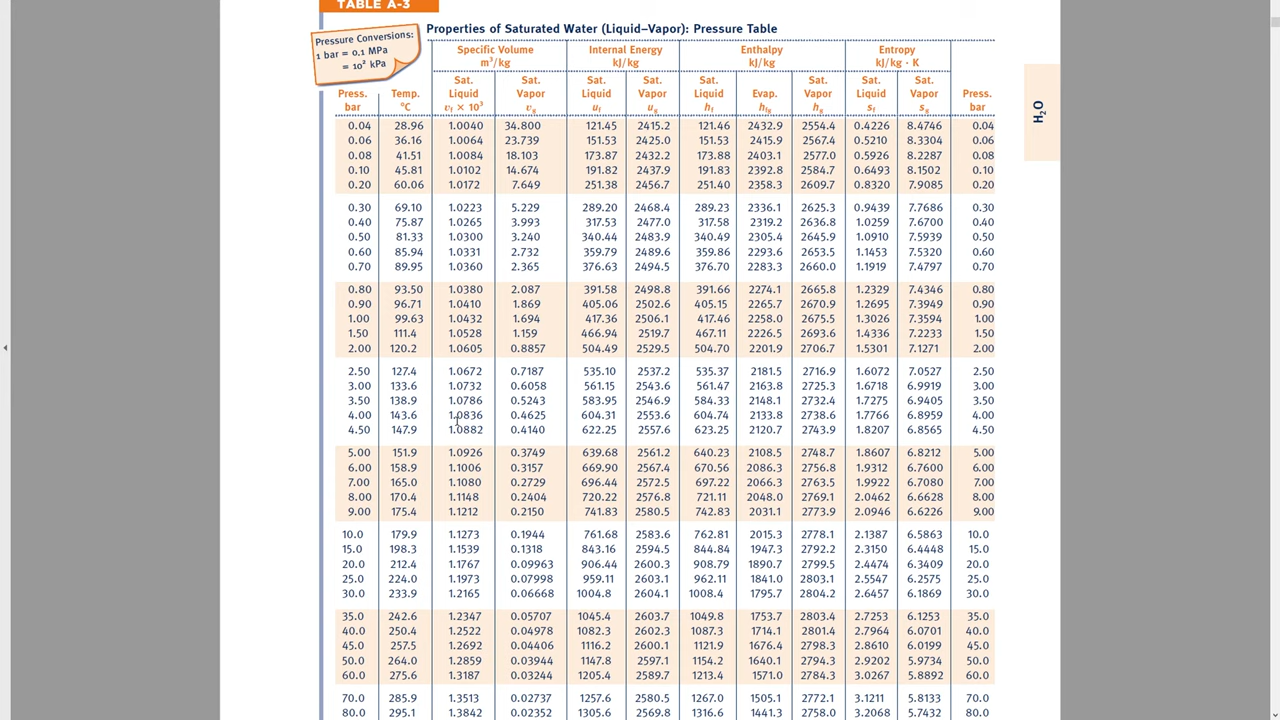 TABLE A-3
Pressure Conversions:
1 bar = 0.1 MPa
= 10² kPa
Properties of Saturated Water (Liquid–Vapor): Pressure Table
Specific Volume Internal Energy Enthalpy Entropy
m³/kg kJ/kg kJ/kg kJ/kg · K
Sat. Sat. Sat. Sat. Sat. Sat. Sat. Sat.
Press. Temp. Liquid Vapor Liquid Vapor Liquid Evap. Vapor Liquid Vapor Press.
bar °C vf × 10³ vg uf ug hf hfg hg sf sg bar
H₂O
0.04 28.96 1.0040 34.800 121.45 2415.2 121.46 2432.9 2554.4 0.4226 8.4746 0.04
0.06 36.16 1.0064 23.739 151.53 2425.0 151.53 2415.9 2567.4 0.5210 8.3304 0.06
0.08 41.51 1.0084 18.103 173.87 2432.2 173.88 2403.1 2577.0 0.5926 8.2287 0.08
0.10 45.81 1.0102 14.674 191.82 2437.9 191.83 2392.8 2584.7 0.6493 8.1502 0.10
0.20 60.06 1.0172 7.649 251.38 2456.7 251.40 2358.3 2609.7 0.8320 7.9085 0.20
0.30 69.10 1.0223 5.229 289.20 2468.4 289.23 2336.1 2625.3 0.9439 7.7686 0.30
0.40 75.87 1.0265 3.993 317.53 2477.0 317.58 2319.2 2636.8 1.0259 7.6700 0.40
0.50 81.33 1.0300 3.240 340.44 2483.9 340.49 2305.4 2645.9 1.0910 7.5939 0.50
0.60 85.94 1.0331 2.732 359.79 2489.6 359.86 2293.6 2653.5 1.1453 7.5320 0.60
0.70 89.95 1.0360 2.365 376.63 2494.5 376.70 2283.3 2660.0 1.1919 7.4797 0.70
0.80 93.50 1.0380 2.087 391.58 2498.8 391.66 2274.1 2665.8 1.2329 7.4346 0.80
0.90 96.71 1.0410 1.869 405.06 2502.6 405.15 2265.7 2670.9 1.2695 7.3949 0.90
1.00 99.63 1.0432 1.694 417.36 2506.1 417.46 2258.0 2675.5 1.3026 7.3594 1.00
1.50 111.4 1.0528 1.159 466.94 2519.7 467.11 2226.5 2693.6 1.4336 7.2233 1.50
2.00 120.2 1.0605 0.8857 504.49 2529.5 504.70 2201.9 2706.7 1.5301 7.1271 2.00
2.50 127.4 1.0672 0.7187 535.10 2537.2 535.37 2181.5 2716.9 1.6072 7.0527 2.50
3.00 133.6 1.0732 0.6058 561.15 2543.6 561.47 2163.8 2725.3 1.6718 6.9919 3.00
3.50 138.9 1.0786 0.5243 583.95 2546.9 584.33 2148.1 2732.4 1.7275 6.9405 3.50
4.00 143.6 1.0836 0.4625 604.31 2553.6 604.74 2133.8 2738.6 1.7766 6.8959 4.00
4.50 147.9 1.0882 0.4140 622.25 2557.6 623.25 2120.7 2743.9 1.8207 6.8565 4.50
5.00 151.9 1.0926 0.3749 639.68 2561.2 640.23 2108.5 2748.7 1.8607 6.8212 5.00
6.00 158.9 1.1006 0.3157 669.90 2567.4 670.56 2086.3 2756.8 1.9312 6.7600 6.00
7.00 165.0 1.1080 0.2729 696.44 2572.5 697.22 2066.3 2763.5 1.9922 6.7080 7.00
8.00 170.4 1.1148 0.2404 720.22 2576.8 721.11 2048.0 2769.1 2.0462 6.6628 8.00
9.00 175.4 1.1212 0.2150 741.83 2580.5 742.83 2031.1 2773.9 2.0946 6.6226 9.00
10.0 179.9 1.1273 0.1944 761.68 2583.6 762.81 2015.3 2778.1 2.1387 6.5863 10.0
15.0 198.3 1.1539 0.1318 843.16 2594.5 844.84 1947.3 2792.2 2.3150 6.4448 15.0
20.0 212.4 1.1767 0.09963 906.44 2600.3 908.79 1890.7 2799.5 2.4474 6.3409 20.0
25.0 224.0 1.1973 0.07998 959.11 2603.1 962.11 1841.0 2803.1 2.5547 6.2575 25.0
30.0 233.9 1.2165 0.06668 1004.8 2604.1 1008.4 1795.7 2804.2 2.6457 6.1869 30.0
35.0 242.6 1.2347 0.05707 1045.4 2603.7 1049.8 1753.7 2803.4 2.7253 6.1253 35.0
40.0 250.4 1.2522 0.04978 1082.3 2602.3 1087.3 1714.1 2801.4 2.7964 6.0701 40.0
45.0 257.5 1.2692 0.04406 1116.2 2600.1 1121.9 1676.4 2798.3 2.8610 6.0199 45.0
50.0 264.0 1.2859 0.03944 1147.8 2597.1 1154.2 1640.1 2794.3 2.9202 5.9734 50.0
60.0 275.6 1.3187 0.03244 1205.4 2589.7 1213.4 1571.0 2784.3 3.0267 5.8892 60.0
70.0 285.9 1.3513 0.02737 1257.6 2580.5 1267.0 1505.1 2772.1 3.1211 5.8133 70.0
80.0 295.1 1.3842 0.02352 1305.6 2569.8 1316.6 1441.3 2758.0 3.2068 5.7432 80.0